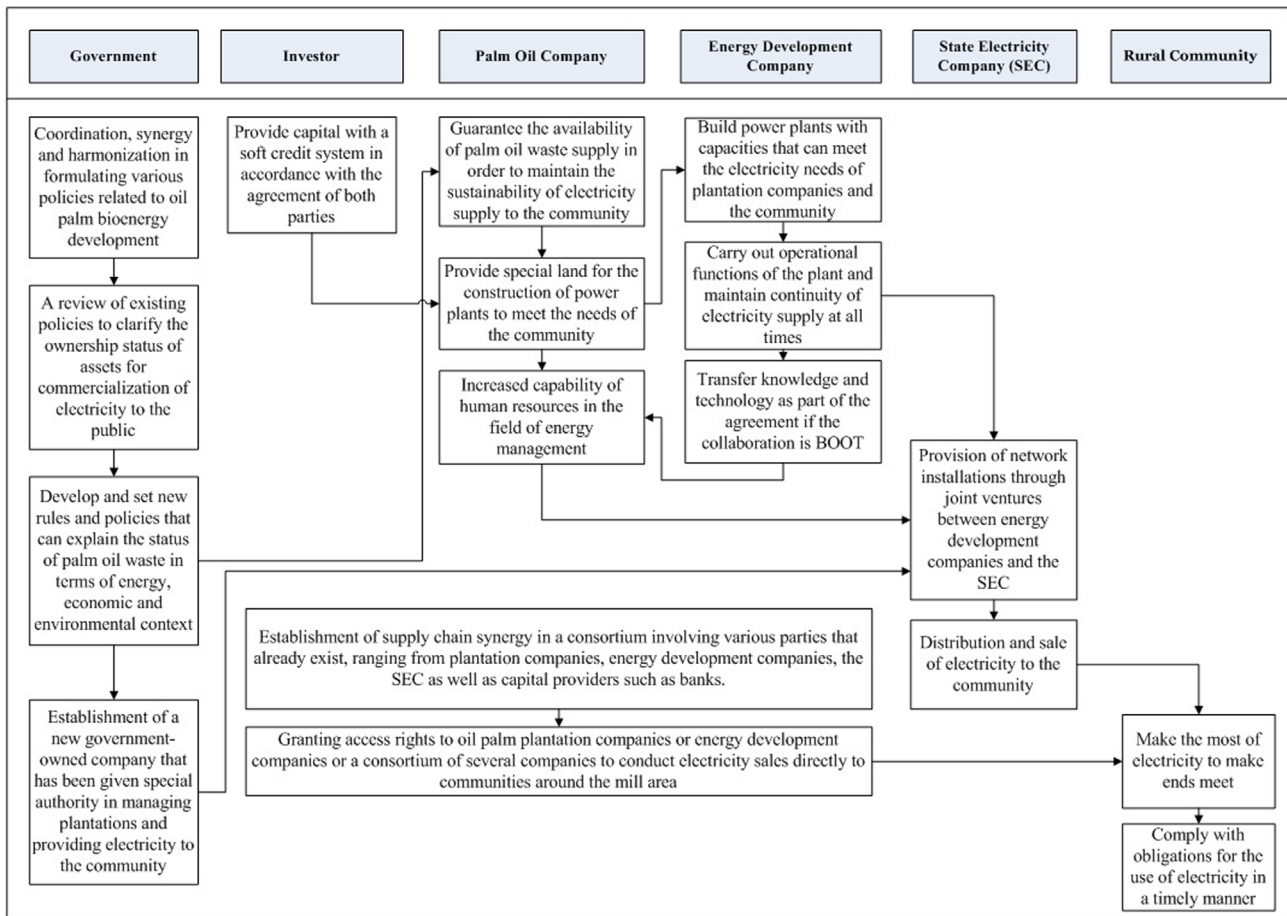 Government
Investor
Palm Oil Company
Energy Development
Company
State Electricity
Company (SEC)
Rural Community
Coordination, synergy
and harmonization in
formulating various
policies related to oil
palm bioenergy
development
A review of existing
policies to clarify the
ownership status of
assets for
commercialization of
electricity to the
public
Develop and set new
rules and policies that
can explain the status
of palm oil waste in
terms of energy,
economic and
environmental context
Establishment of a
new government-
owned company that
has been given special
authority in managing
plantations and
providing electricity to
the community
Provide capital with a
soft credit system in
accordance with the
agreement of both
parties
Guarantee the availability
of palm oil waste supply in
order to maintain the
sustainability of electricity
supply to the community
Provide special land for the
construction of power
plants to meet the needs of
the community
Increased capability of
human resources in the
field of energy
management
Build power plants with
capacities that can meet
the electricity needs of
plantation companies and
the community
Carry out operational
functions of the plant and
maintain continuity of
electricity supply at all
times
Transfer knowledge and
technology as part of the
agreement if the
collaboration is BOOT
Provision of network
installations through
joint ventures
between energy
development
companies and the
SEC
Distribution and sale
of electricity to the
community
Establishment of supply chain synergy in a consortium involving various parties that
already exist, ranging from plantation companies, energy development companies, the
SEC as well as capital providers such as banks.
Granting access rights to oil palm plantation companies or energy development
companies or a consortium of several companies to conduct electricity sales directly to
communities around the mill area
Make the most of
electricity to make
ends meet
Comply with
obligations for the
use of electricity in
a timely manner